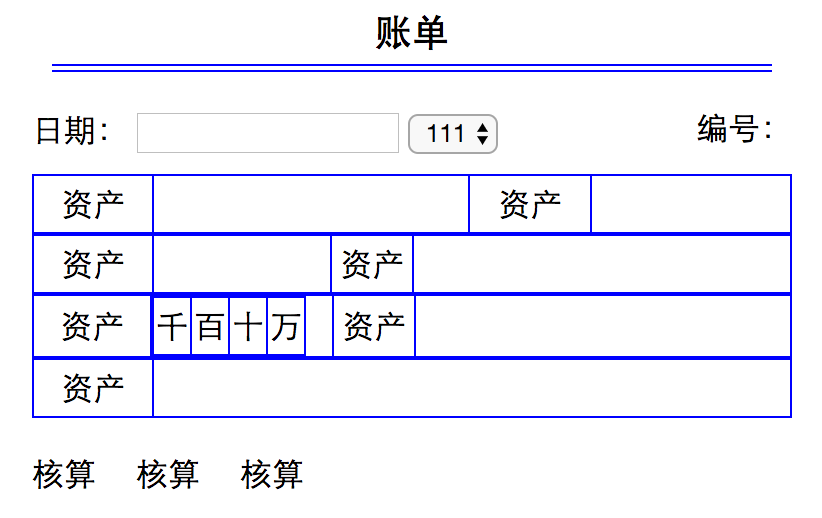 账单
日期： 111 编号：
资产 资产
资产 资产
资产 千 百 十 万 资产
资产
核算 核算 核算